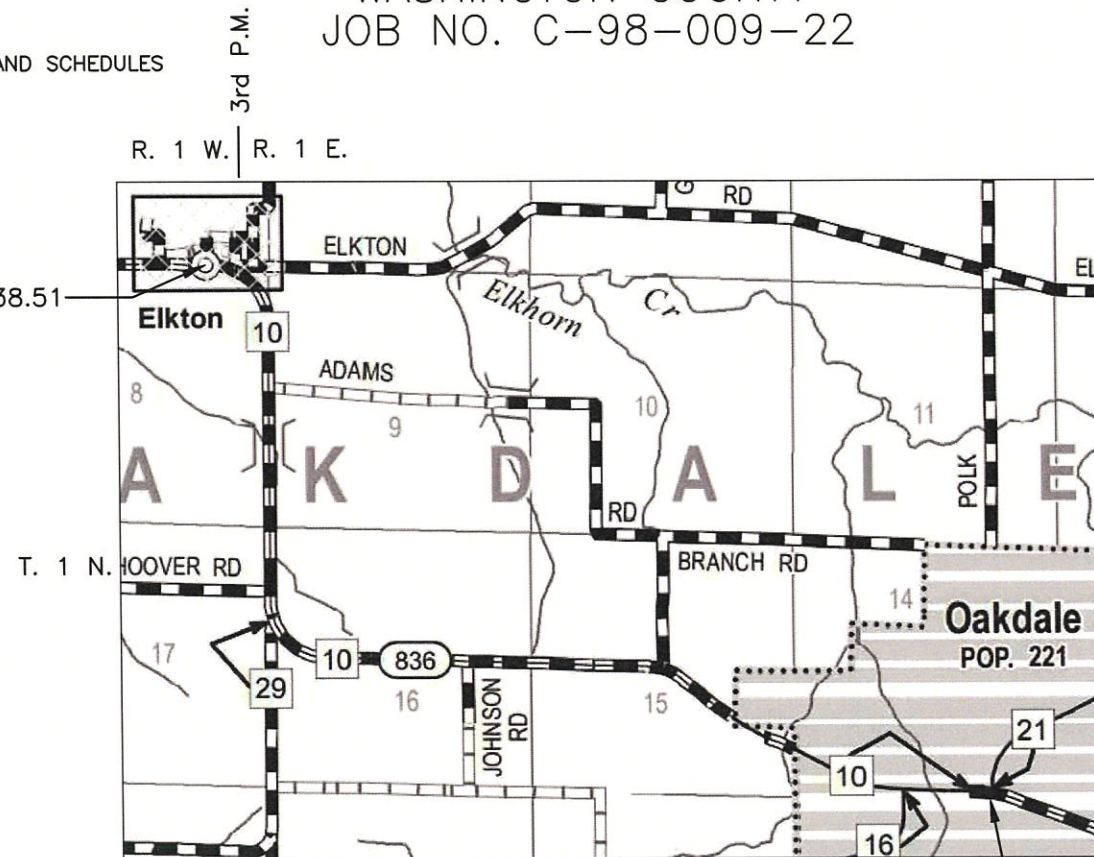 JOB NO. C-98-009-22
AND SCHEDULES
3rd P.M.
R. 1 W. R. 1 E.
G
RD
ELKTON
EL
38.51
Elkton
Elkhorn
Cr
10
ADAMS
8
9
10
11
A K D A L E
POLK
RD
T. 1 N.
HOOVER RD
BRANCH RD
14
Oakdale
POP. 221
17
10
836
29
16
15
JOHNSON
RD
21
10
16